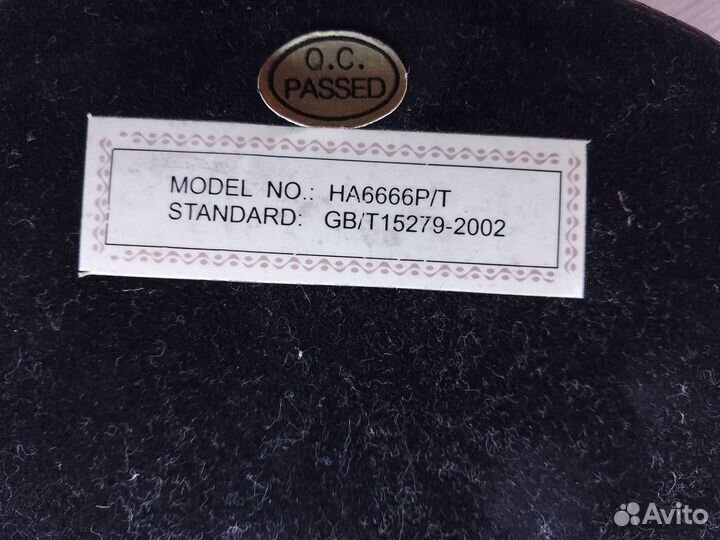 Q.C.
PASSED
MODEL NO.: HA6666P/T
STANDARD: GB/T15279-2002
Avito